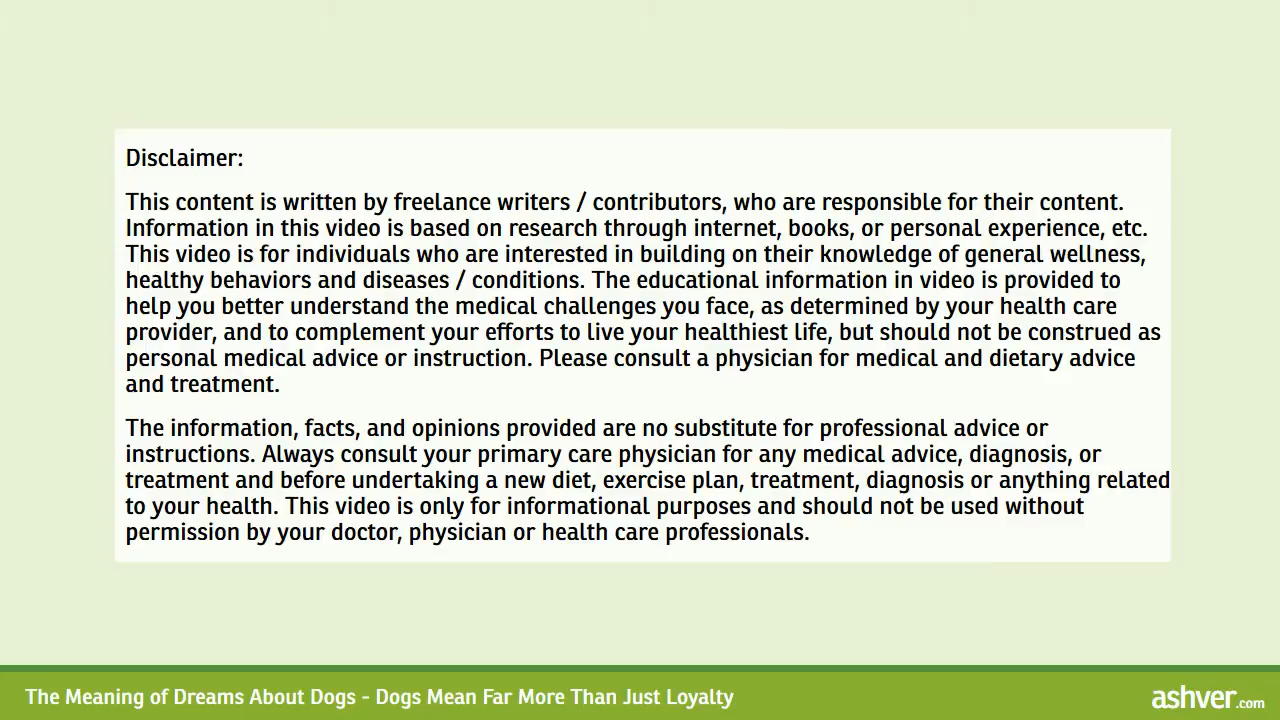 Disclaimer:
This content is written by freelance writers / contributors, who are responsible for their content.
Information in this video is based on research through internet, books, or personal experience, etc.
This video is for individuals who are interested in building on their knowledge of general wellness,
healthy behaviors and diseases / conditions. The educational information in video is provided to
help you better understand the medical challenges you face, as determined by your health care
provider, and to complement your efforts to live your healthiest life, but should not be construed as
personal medical advice or instruction. Please consult a physician for medical and dietary advice
and treatment.
The information, facts, and opinions provided are no substitute for professional advice or
instructions. Always consult your primary care physician for any medical advice, diagnosis, or
treatment and before undertaking a new diet, exercise plan, treatment, diagnosis or anything related
to your health. This video is only for informational purposes and should not be used without
permission by your doctor, physician or health care professionals.
The Meaning of Dreams About Dogs - Dogs Mean Far More Than Just Loyalty
ashver.com